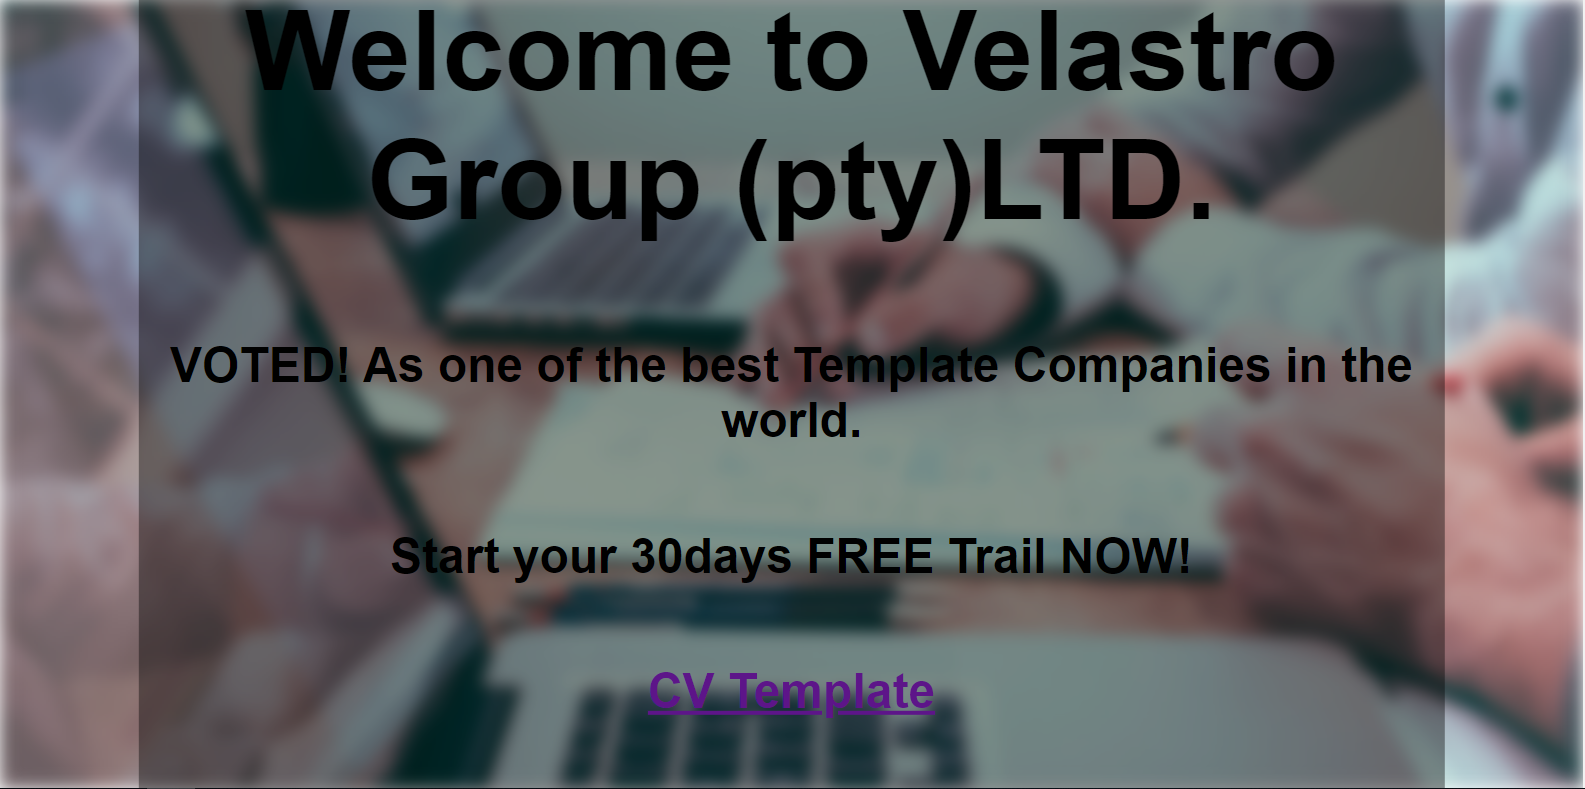 Welcome to Velastro
Group (pty)LTD.
VOTED! As one of the best Template Companies in the
world.
Start your 30days FREE Trail NOW!
CV Template